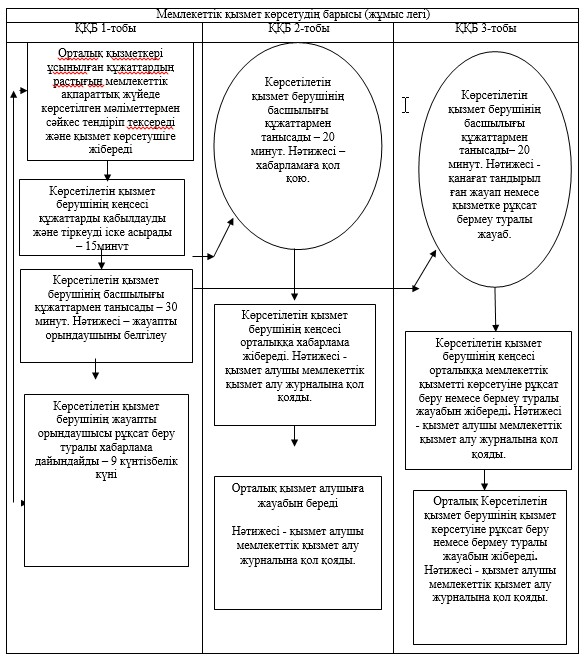 Мемлекеттік қызмет көрсетудің барысы (жұмыс легі)
ҚҚБ 1-тобы
ҚҚБ 2-тобы
ҚҚБ 3-тобы
Орталық қызметкері
ұсынылған құжаттардың
растығын мемлекеттік
ақпараттық жүйеде
көрсетілген мәліметтермен
сәйкес тендіріп тексереді
және қызмет көрсетушіге
жібереді
Көрсетілетін қызмет
берушінің кеңсесі
құжаттарды қабылдауды
және тіркеуді іске асырады
– 15минут
Көрсетілетін қызмет
берушінің басшылығы
құжаттармен танысады – 30
минут. Нәтижесі – жауапты
орындаушыны белгілеу
Көрсетілетін қызмет
берушінің жауапты
орындаушысы рұқсат беру
туралы хабарлама
дайындайды – 9 күнтізбелік
күні
Көрсетілетін
қызмет берушінің
басшылығы
құжаттармен
танысады – 20
минут. Нәтижесі –
хабарламаға қол
қою.
Көрсетілетін қызмет
берушінің кеңсесі
орталыққа хабарлама
жібереді. Нәтижесі -
қызмет алушы мемлекеттік
қызмет алу журналына қол
қояды.
Орталық қызмет алушыға
жауабын береді
Нәтижесі - қызмет алушы
мемлекеттік қызмет алу
журналына қол қояды.
Көрсетілетін
қызмет берушінің
басшылығы
құжаттармен
танысады– 20
минут. Нәтижесі -
қанағат тандырыл
ған жауап немесе
қызметке рұқсат
бермеу туралы
жауаб.
Көрсетілетін қызмет
берушінің кеңсесі
орталыққа мемлекеттік
қызметті көрсетуіне рұқсат
беру немесе бермеу туралы
жауабын жібереді. Нәтижесі
- қызмет алушы мемлекеттік
қызмет алу журналына қол
қояды.
Орталық Көрсетілетін
қызмет берушінің қызмет
көрсетуіне рұқсат беру
немесе бермеу туралы
жауабын жібереді.
Нәтижесі - қызмет алушы
мемлекеттік қызмет алу
журналына қол қояды.